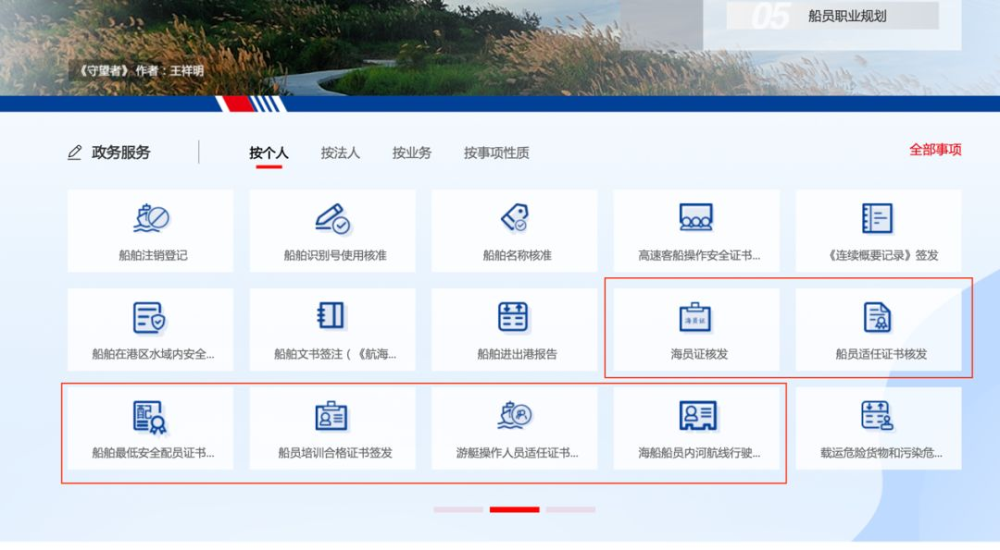 05 船员职业规划
《守望者》 作者：王祥明
政务服务
按个人 按法人 按业务 按事项性质
全部事项
船舶注销登记 船舶识别号使用核准 船舶名称核准 高速客船操作安全证书... 《连续概要记录》签发
海员证
船舶在港区水域内安全... 船舶文书签注（《航海... 船舶进出港报告 海员证核发 船员适任证书核发
配
船舶最低安全配员证书... 船员培训合格证书签发 游艇操作人员适任证书... 海船船员内河航线行驶... 载运危险货物和污染危...